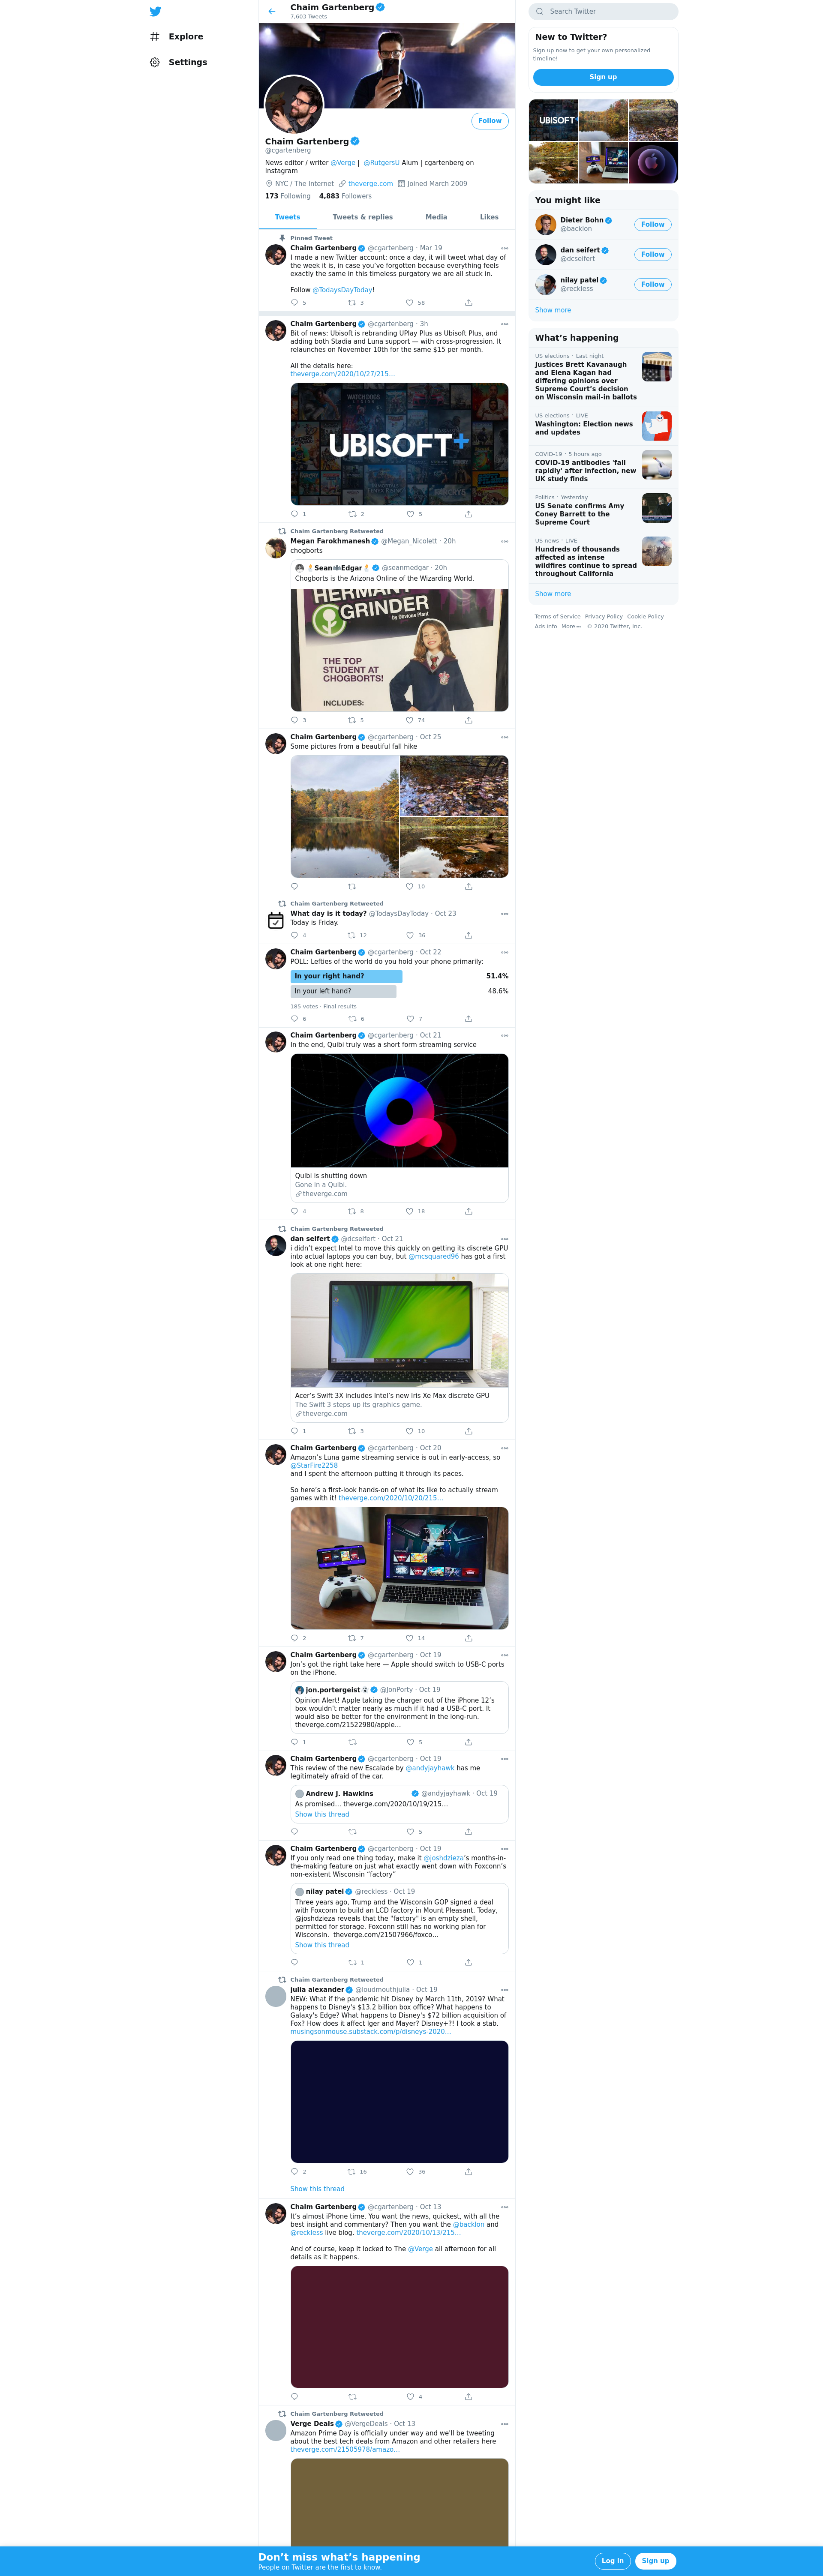 Explore
Settings
Chaim Gartenberg
7,603 Tweets
Follow
Chaim Gartenberg
@cgartenberg
News editor / writer @Verge | @RutgersU Alum | cgartenberg on
Instagram
NYC / The Internet theverge.com Joined March 2009
173 Following 4,883 Followers
Tweets Tweets & replies Media Likes
Pinned Tweet
Chaim Gartenberg @cgartenberg · Mar 19
I made a new Twitter account: once a day, it will tweet what day of
the week it is, in case you’ve forgotten because everything feels
exactly the same in this timeless purgatory we are all stuck in.
Follow @TodaysDayToday!
5 3 58
Chaim Gartenberg @cgartenberg · 3h
Bit of news: Ubisoft is rebranding UPlay Plus as Ubisoft Plus, and
adding both Stadia and Luna support — with cross-progression. It
relaunches on November 10th for the same $15 per month.
All the details here:
theverge.com/2020/10/27/215…
UBISOFT+
1 2 5
Chaim Gartenberg Retweeted
Megan Farokhmanesh @Megan_Nicolett · 20h
chogborts
Sean Edgar @seanmedgar · 20h
Chogborts is the Arizona Online of the Wizarding World.
HERMAN
GRINDER
by Obvious Plant
THE TOP
STUDENT AT
CHOGBORTS!
INCLUDES:
3 5 74
Chaim Gartenberg @cgartenberg · Oct 25
Some pictures from a beautiful fall hike
10
Chaim Gartenberg Retweeted
What day is it today? @TodaysDayToday · Oct 23
Today is Friday.
4 12 36
Chaim Gartenberg @cgartenberg · Oct 22
POLL: Lefties of the world do you hold your phone primarily:
In your right hand? 51.4%
In your left hand? 48.6%
185 votes · Final results
6 6 7
Chaim Gartenberg @cgartenberg · Oct 21
In the end, Quibi truly was a short form streaming service
Quibi is shutting down
Gone in a Quibi.
theverge.com
4 8 18
Chaim Gartenberg Retweeted
dan seifert @dcseifert · Oct 21
i didn’t expect Intel to move this quickly on getting its discrete GPU
into actual laptops you can buy, but @mcsquared96 has got a first
look at one right here:
acer
Acer’s Swift 3X includes Intel’s new Iris Xe Max discrete GPU
The Swift 3 steps up its graphics game.
theverge.com
1 3 10
Chaim Gartenberg @cgartenberg · Oct 20
Amazon’s Luna game streaming service is out in early-access, so
@StarFire2258
and I spent the afternoon putting it through its paces.
So here’s a first-look hands-on of what its like to actually stream
games with it! theverge.com/2020/10/20/215…
2 7 14
Chaim Gartenberg @cgartenberg · Oct 19
Jon’s got the right take here — Apple should switch to USB-C ports
on the iPhone.
jon.portergeist @JonPorty · Oct 19
Opinion Alert! Apple taking the charger out of the iPhone 12’s
box wouldn’t matter nearly as much if it had a USB-C port. It
would also be better for the environment in the long-run.
theverge.com/21522980/apple…
1 5
Chaim Gartenberg @cgartenberg · Oct 19
This review of the new Escalade by @andyjayhawk has me
legitimately afraid of the car.
Andrew J. Hawkins @andyjayhawk · Oct 19
As promised… theverge.com/2020/10/19/215…
Show this thread
5
Chaim Gartenberg @cgartenberg · Oct 19
If you only read one thing today, make it @joshdzieza’s months-in-
the-making feature on just what exactly went down with Foxconn’s
non-existent Wisconsin “factory”
nilay patel @reckless · Oct 19
Three years ago, Trump and the Wisconsin GOP signed a deal
with Foxconn to build an LCD factory in Mount Pleasant. Today,
@joshdzieza reveals that the "factory" is an empty shell,
permitted for storage. Foxconn still has no working plan for
Wisconsin. theverge.com/21507966/foxco…
Show this thread
1 1
Chaim Gartenberg Retweeted
julia alexander @loudmouthjulia · Oct 19
NEW: What if the pandemic hit Disney by March 11th, 2019? What
happens to Disney's $13.2 billion box office? What happens to
Galaxy's Edge? What happens to Disney's $72 billion acquisition of
Fox? How does it affect Iger and Mayer? Disney+?! I took a stab.
musingsonmouse.substack.com/p/disneys-2020…
2 16 36
Show this thread
Chaim Gartenberg @cgartenberg · Oct 13
It’s almost iPhone time. You want the news, quickest, with all the
best insight and commentary? Then you want the @backlon and
@reckless live blog. theverge.com/2020/10/13/215…
And of course, keep it locked to The @Verge all afternoon for all
details as it happens.
4
Chaim Gartenberg Retweeted
Verge Deals @VergeDeals · Oct 13
Amazon Prime Day is officially under way and we'll be tweeting
about the best tech deals from Amazon and other retailers here
theverge.com/21505978/amazo…
Search Twitter
New to Twitter?
Sign up now to get your own personalized
timeline!
Sign up
UBISOFT
You might like
Dieter Bohn
@backlon
Follow
dan seifert
@dcseifert
Follow
nilay patel
@reckless
Follow
Show more
What’s happening
US elections · Last night
Justices Brett Kavanaugh
and Elena Kagan had
differing opinions over
Supreme Court’s decision
on Wisconsin mail-in ballots
US elections · LIVE
Washington: Election news
and updates
COVID-19 · 5 hours ago
COVID-19 antibodies 'fall
rapidly' after infection, new
UK study finds
Politics · Yesterday
US Senate confirms Amy
Coney Barrett to the
Supreme Court
US news · LIVE
Hundreds of thousands
affected as intense
wildfires continue to spread
throughout California
Show more
Terms of Service Privacy Policy Cookie Policy
Ads info More © 2020 Twitter, Inc.
Don’t miss what’s happening
People on Twitter are the first to know.
Log in Sign up